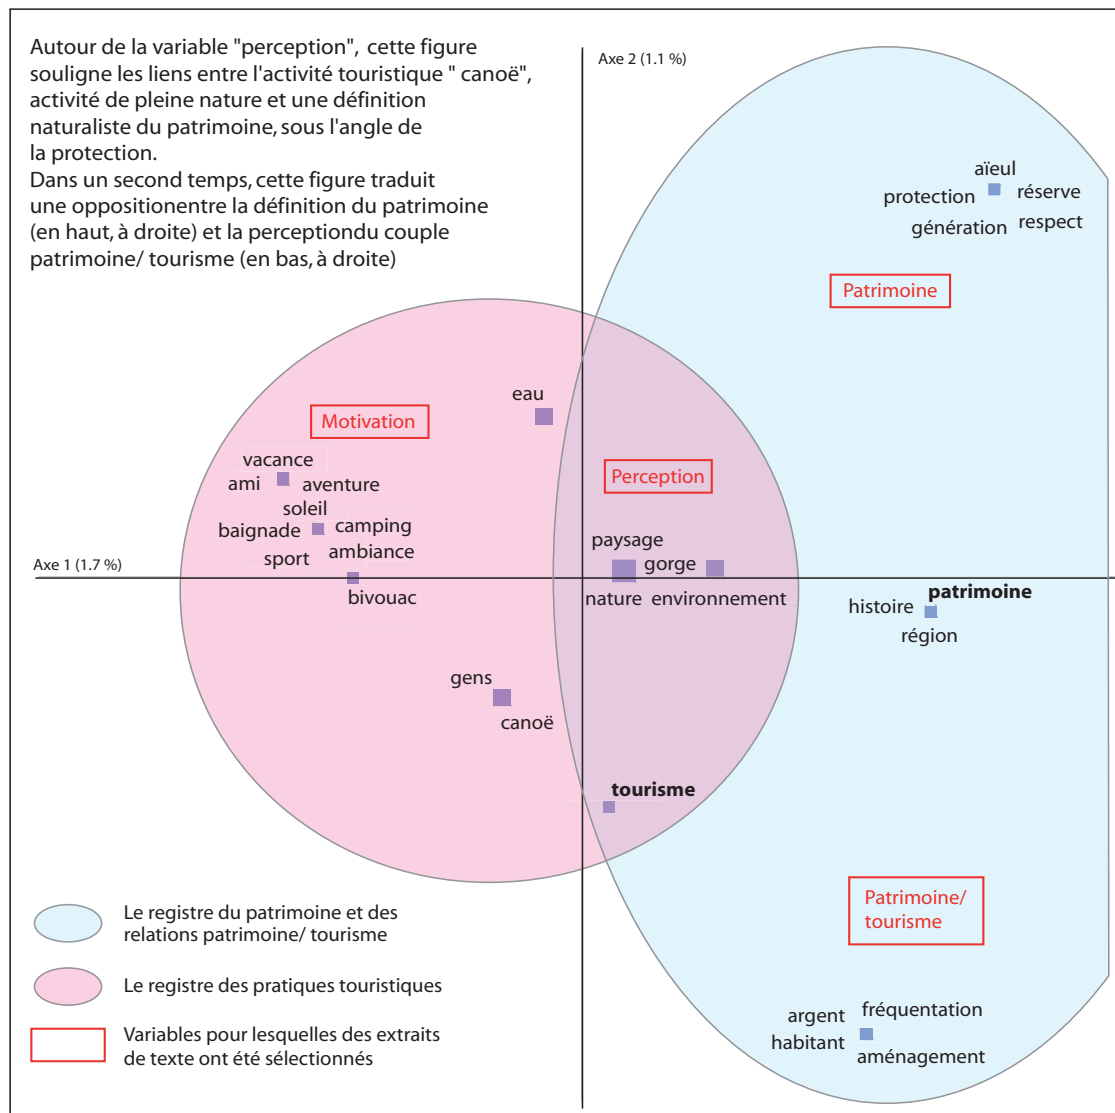 Autour de la variable "perception", cette figure
souligne les liens entre l'activité touristique " canoë",
activité de pleine nature et une définition
naturaliste du patrimoine, sous l'angle de
la protection.
Dans un second temps, cette figure traduit
une oppositionentre la définition du patrimoine
(en haut, à droite) et la perceptiondu couple
patrimoine/ tourisme (en bas, à droite)
Axe 2 (1.1 %)
aïeul
protection
réserve
génération
respect
Patrimoine
eau
Motivation
vacance
ami
aventure
soleil
baignade
camping
sport
ambiance
bivouac
Perception
paysage
gorge
nature
environnement
Axe 1 (1.7 %)
patrimoine
histoire
région
gens
canoë
tourisme
Patrimoine/
tourisme
argent
fréquentation
habitant
aménagement
Le registre du patrimoine et des
relations patrimoine/ tourisme
Le registre des pratiques touristiques
Variables pour lesquelles des extraits
de texte ont été sélectionnés